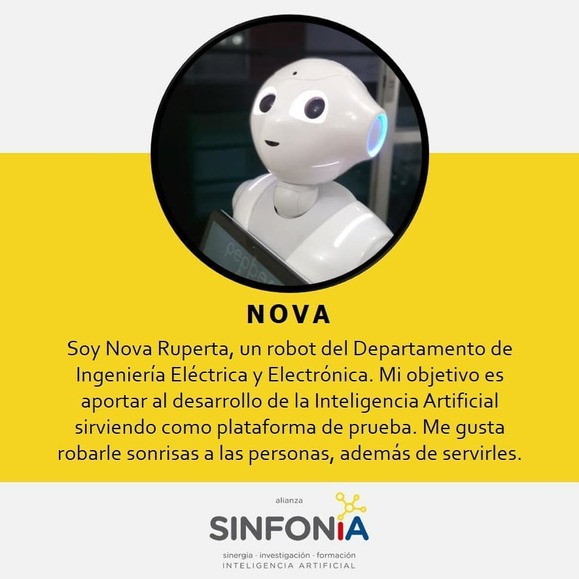 pepper
NOVA
Soy Nova Ruperta, un robot del Departamento de
Ingeniería Eléctrica y Electrónica. Mi objetivo es
aportar al desarrollo de la Inteligencia Artificial
sirviendo como plataforma de prueba. Me gusta
robarle sonrisas a las personas, además de servirles.
alianza
SINFONiA
sinergia · investigación · formación
INTELIGENCIA ARTIFICIAL